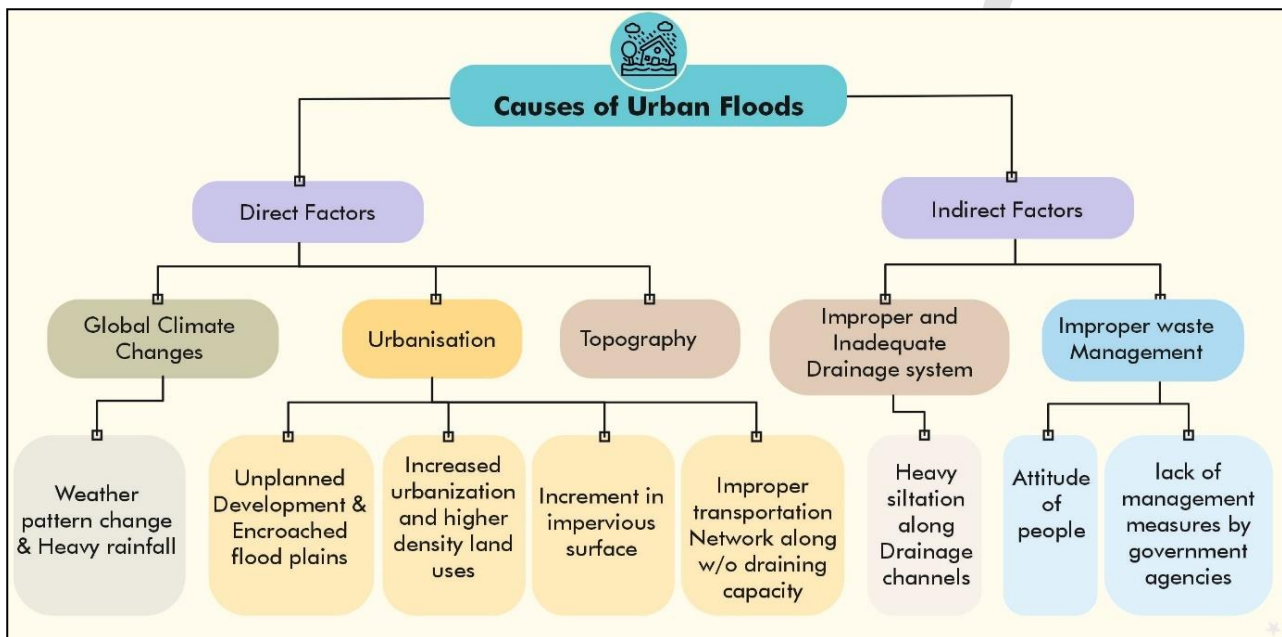 Causes of Urban Floods
Direct Factors
Indirect Factors
Global Climate
Changes
Urbanisation
Topography
Improper and
Inadequate
Drainage system
Improper waste
Management
Weather
pattern change
& Heavy rainfall
Unplanned
Development &
Encroached
flood plains
Increased
urbanization
and higher
density land
uses
Increment in
impervious
surface
Improper
transportation
Network along
w/o draining
capacity
Heavy
siltation
along
Drainage
channels
Attitude
of
people
lack of
management
measures by
government
agencies